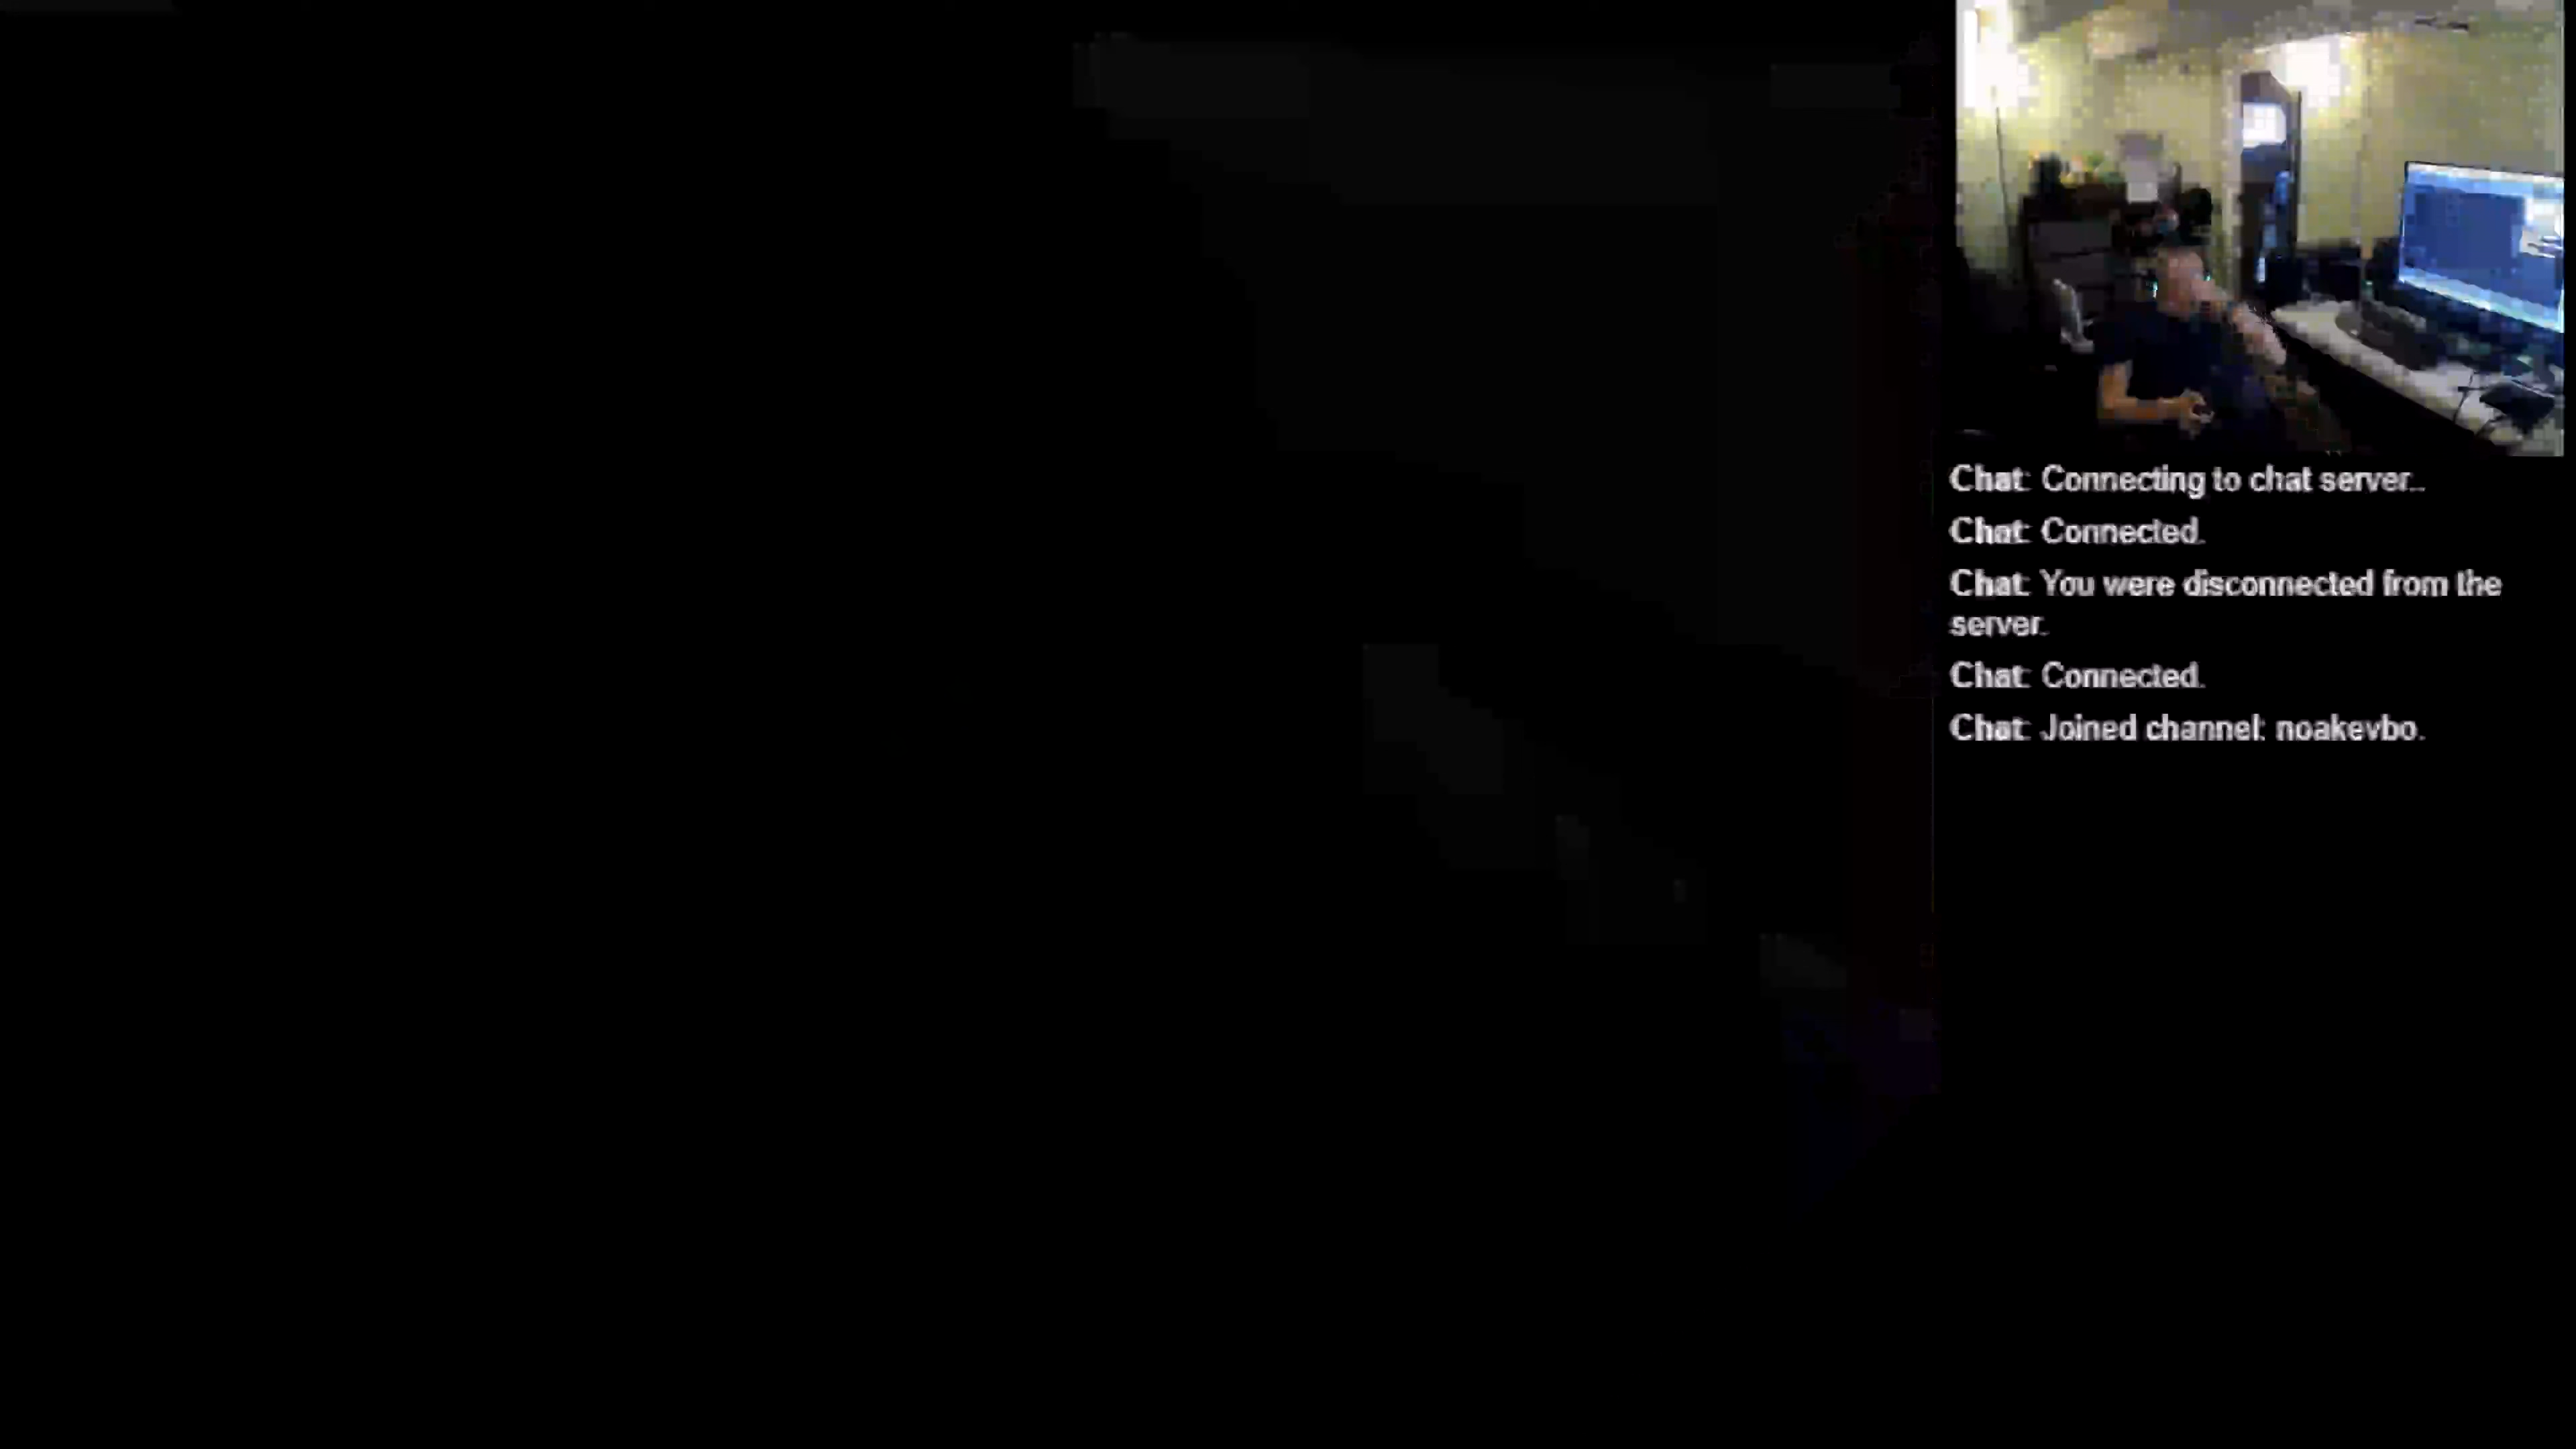 Chat: Connecting to chat server...
Chat: Connected.
Chat: You were disconnected from the
server.
Chat: Connected.
Chat: Joined channel: noakevbo.